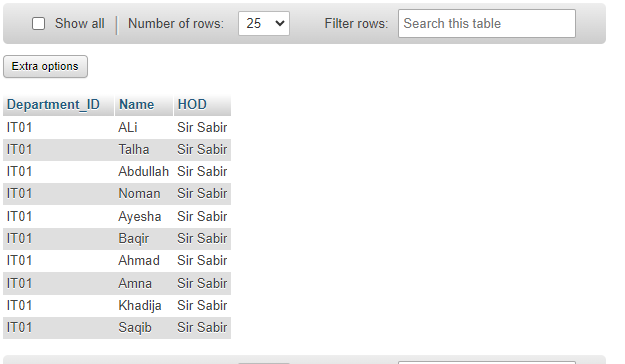 Show all Number of rows: 25 Filter rows: Search this table
Extra options
Department_ID Name HOD
IT01 ALi Sir Sabir
IT01 Talha Sir Sabir
IT01 Abdullah Sir Sabir
IT01 Noman Sir Sabir
IT01 Ayesha Sir Sabir
IT01 Baqir Sir Sabir
IT01 Ahmad Sir Sabir
IT01 Amna Sir Sabir
IT01 Khadija Sir Sabir
IT01 Saqib Sir Sabir